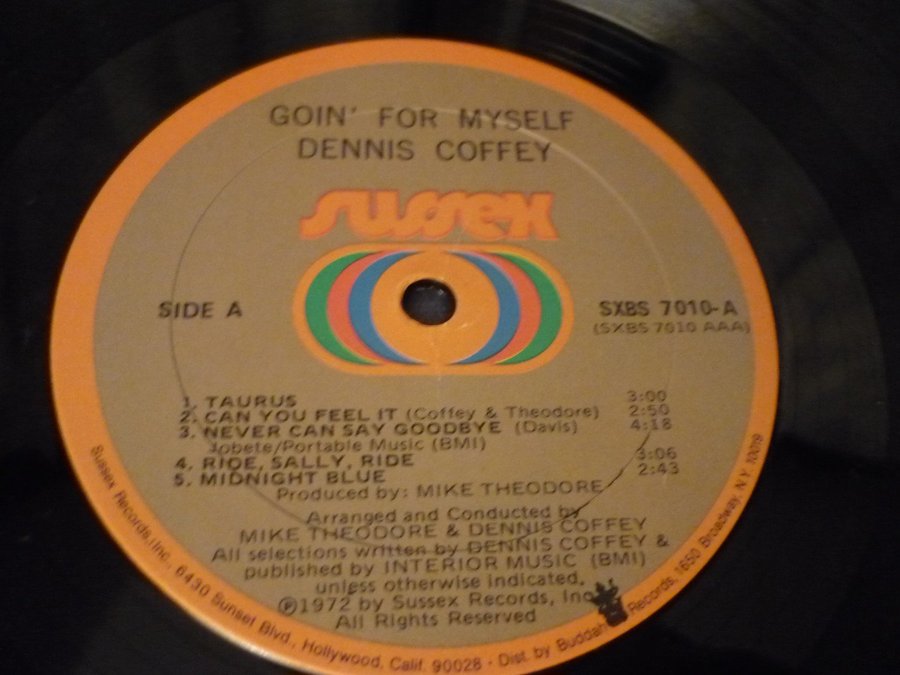 GOIN' FOR MYSELF
DENNIS COFFEY
sussex
SIDE A
SXBS 7010-A
(SXBS 7010 AAA)
1. TAURUS 3:00
2. CAN YOU FEEL IT (Coffey & Theodore) 2:50
3. NEVER CAN SAY GOODBYE (Davis) 4:18
Jobete/Portable Music (BMI)
4. RIDE, SALLY, RIDE 3:06
5. MIDNIGHT BLUE 2:43
Produced by: MIKE THEODORE
Arranged and Conducted by
MIKE THEODORE & DENNIS COFFEY
All selections written by DENNIS COFFEY &
published by INTERIOR MUSIC (BMI)
unless otherwise indicated.
℗1972 by Sussex Records, Inc.
All Rights Reserved
Sussex Records, Inc. 6430 Sunset Blvd., Hollywood, Calif. 90028 • Dist. by Buddah Records, 1650 Broadway, N.Y. 10019